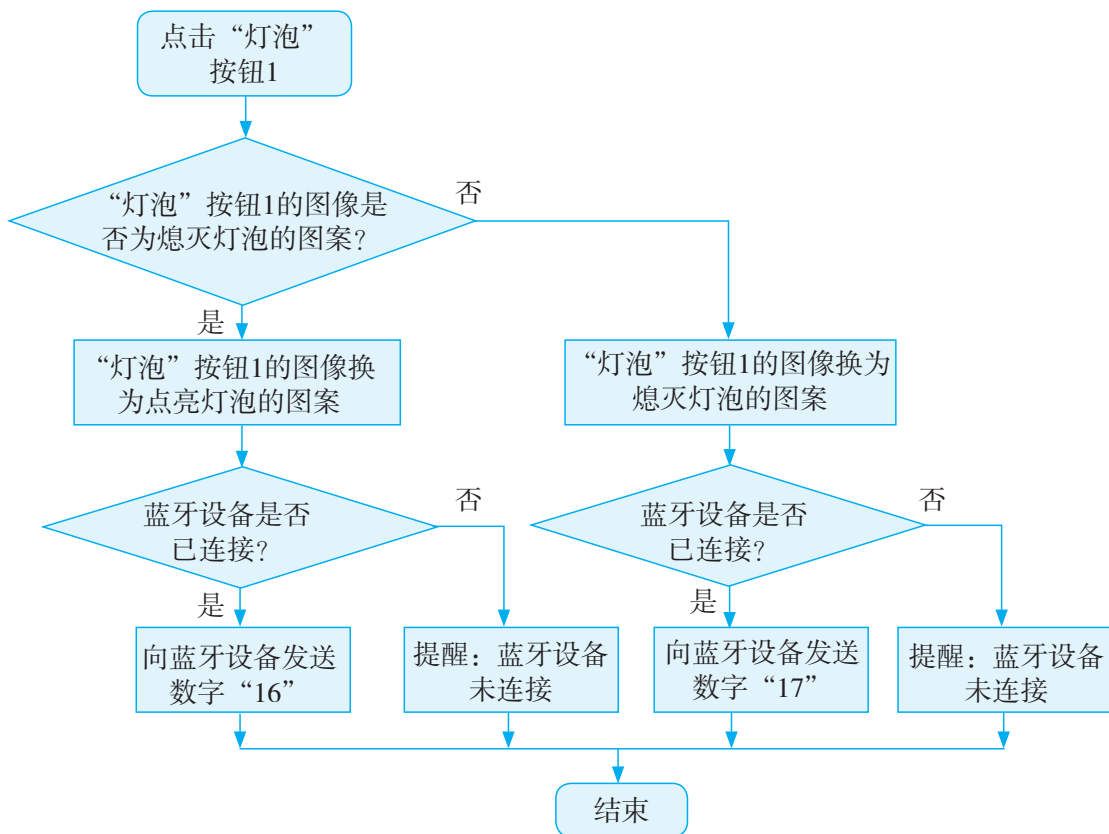 点击“灯泡”
按钮1
“灯泡”按钮1的图像是
否为熄灭灯泡的图案？
否
是
“灯泡”按钮1的图像换
为点亮灯泡的图案
“灯泡”按钮1的图像换为
熄灭灯泡的图案
蓝牙设备是否
已连接？
否
是
蓝牙设备是否
已连接？
否
是
向蓝牙设备发送
数字“16”
提醒：蓝牙设备
未连接
向蓝牙设备发送
数字“17”
提醒：蓝牙设备
未连接
结束